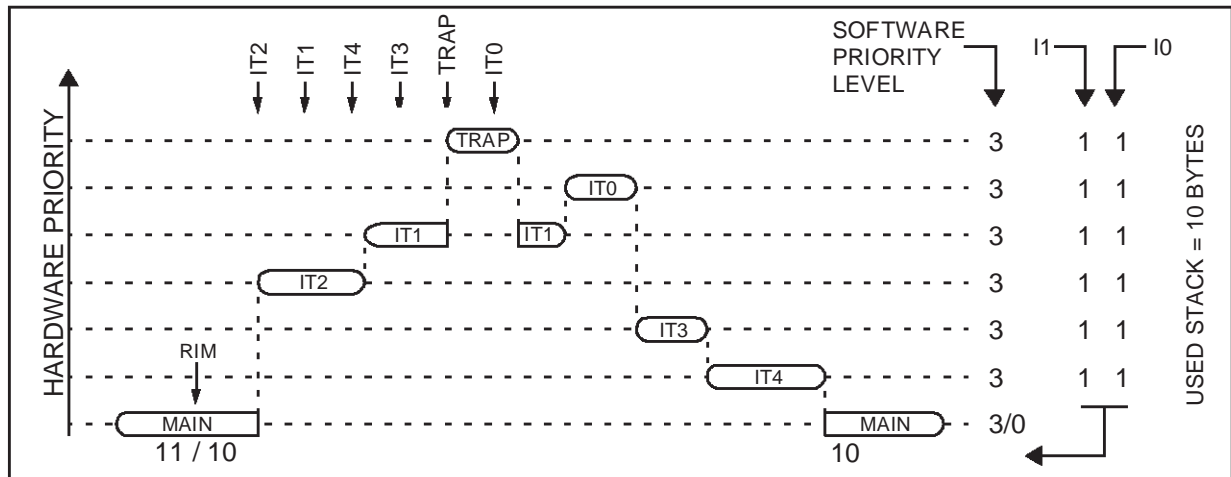 IT2
IT1
IT4
IT3
TRAP
IT0
SOFTWARE
PRIORITY
LEVEL
I1
I0
HARDWARE PRIORITY
TRAP
3 1 1
IT0
3 1 1
IT1 IT1
3 1 1
IT2
3 1 1
IT3
3 1 1
RIM
IT4
3 1 1
MAIN MAIN
3/0
11 / 10
10
USED STACK = 10 BYTES